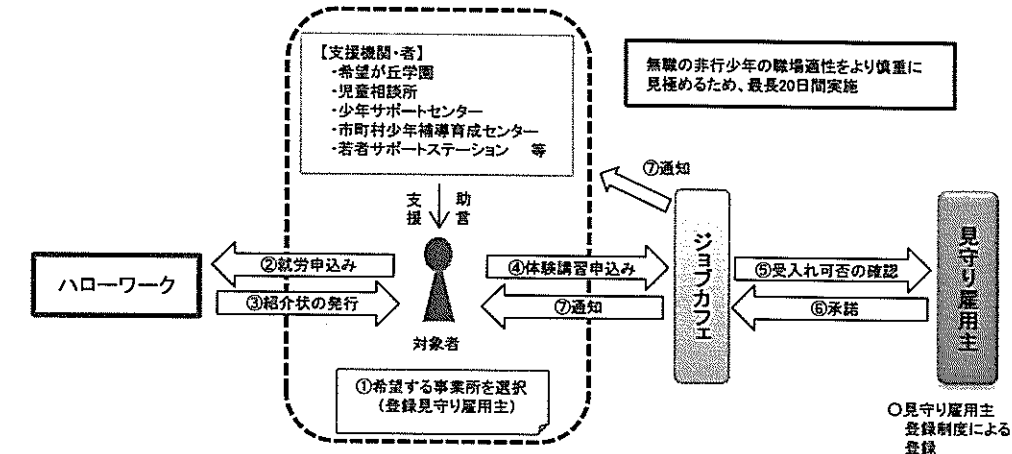 【支援機関・者】
・希望が丘学園
・児童相談所
・少年サポートセンター
・市町村少年補導育成センター
・若者サポートステーション 等
無職の非行少年の職場適性をより慎重に
見極めるため、最長20日間実施
⑦通知
支援
助言
ハローワーク
②就労申込み
③紹介状の発行
対象者
④体験講習申込み
⑦通知
ジョブカフェ
⑤受入れ可否の確認
⑥承諾
見守り雇用主
①希望する事業所を選択
(登録見守り雇用主)
○見守り雇用主
登録制度による
登録